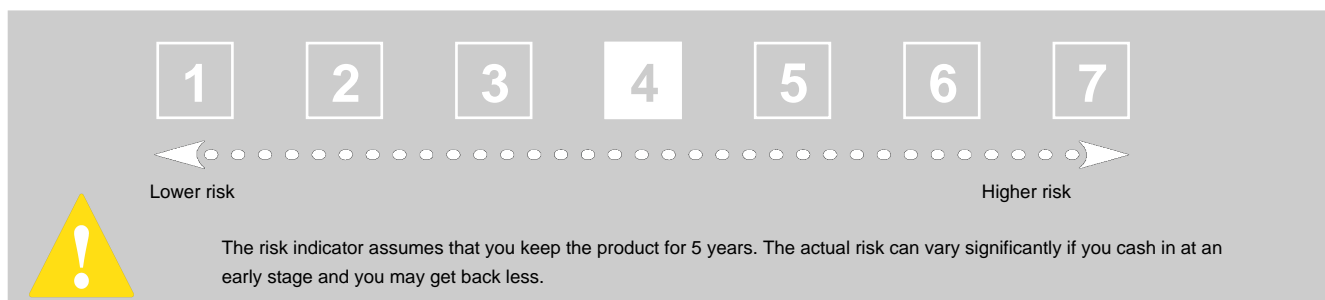 1 2 3 4 5 6 7
Lower risk Higher risk
!
The risk indicator assumes that you keep the product for 5 years. The actual risk can vary significantly if you cash in at an
early stage and you may get back less.